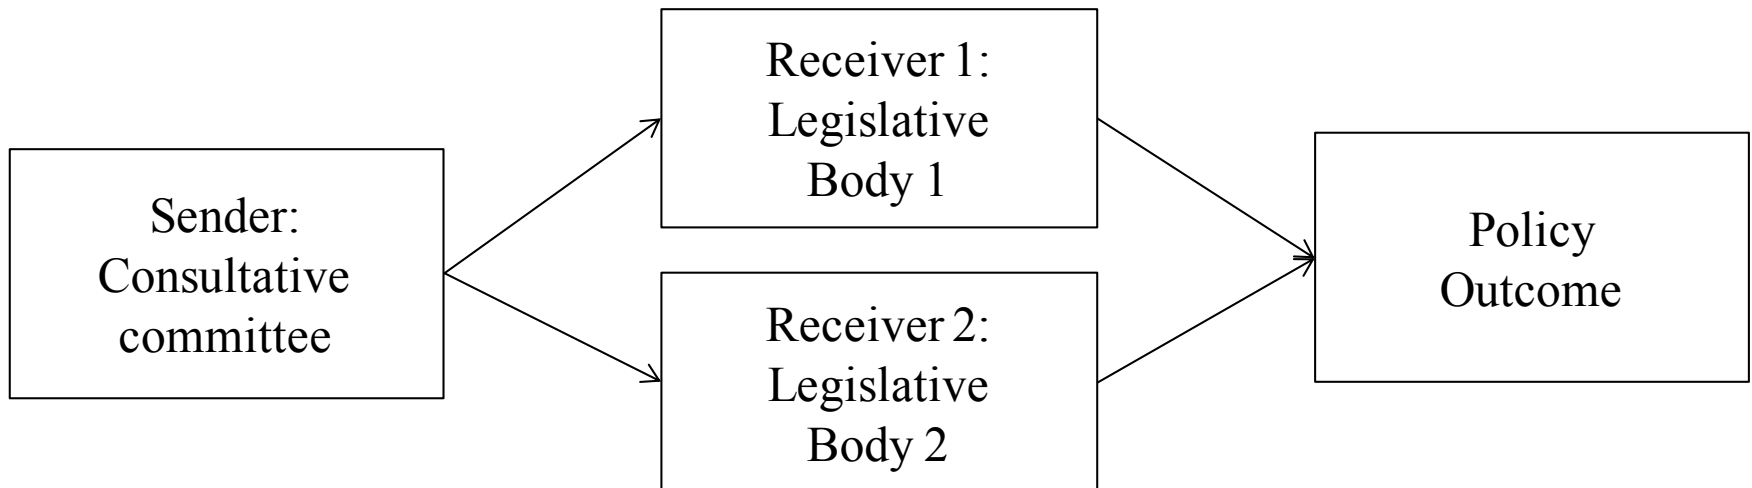 Sender:
Consultative
committee
Receiver 1:
Legislative
Body 1
Receiver 2:
Legislative
Body 2
Policy
Outcome